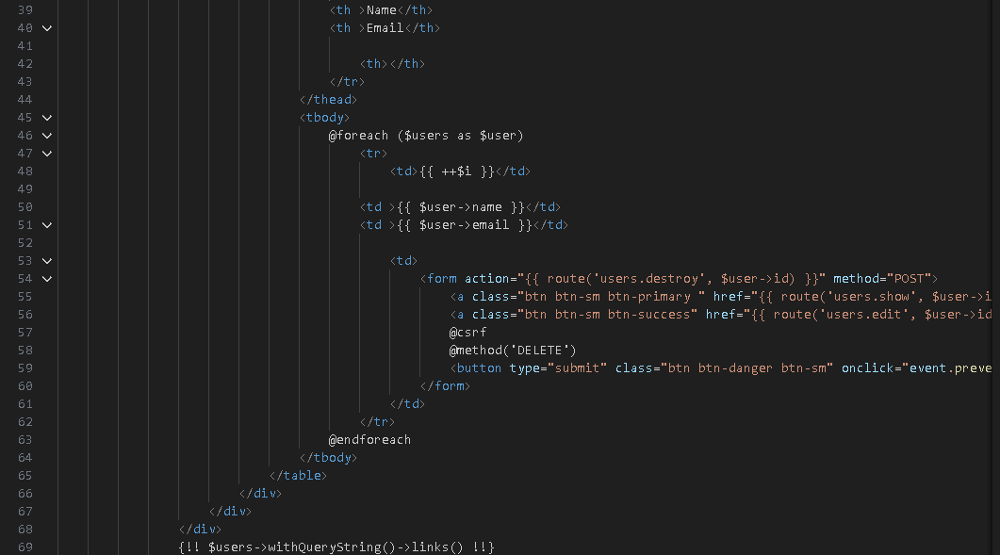 39 <th >Name</th>
40 <th >Email</th>
41
42 <th></th>
43 </tr>
44 </thead>
45 <tbody>
46 @foreach ($users as $user)
47 <tr>
48 <td>{{ ++$i }}</td>
49
50 <td >{{ $user->name }}</td>
51 <td >{{ $user->email }}</td>
52
53 <td>
54 <form action="{{ route('users.destroy', $user->id) }}" method="POST">
55 <a class="btn btn-sm btn-primary " href="{{ route('users.show', $user->i
56 <a class="btn btn-sm btn-success" href="{{ route('users.edit', $user->id
57 @csrf
58 @method('DELETE')
59 <button type="submit" class="btn btn-danger btn-sm" onclick="event.preve
60 </form>
61 </td>
62 </tr>
63 @endforeach
64 </tbody>
65 </table>
66 </div>
67 </div>
68 </div>
69 {!! $users->withQueryString()->links() !!}